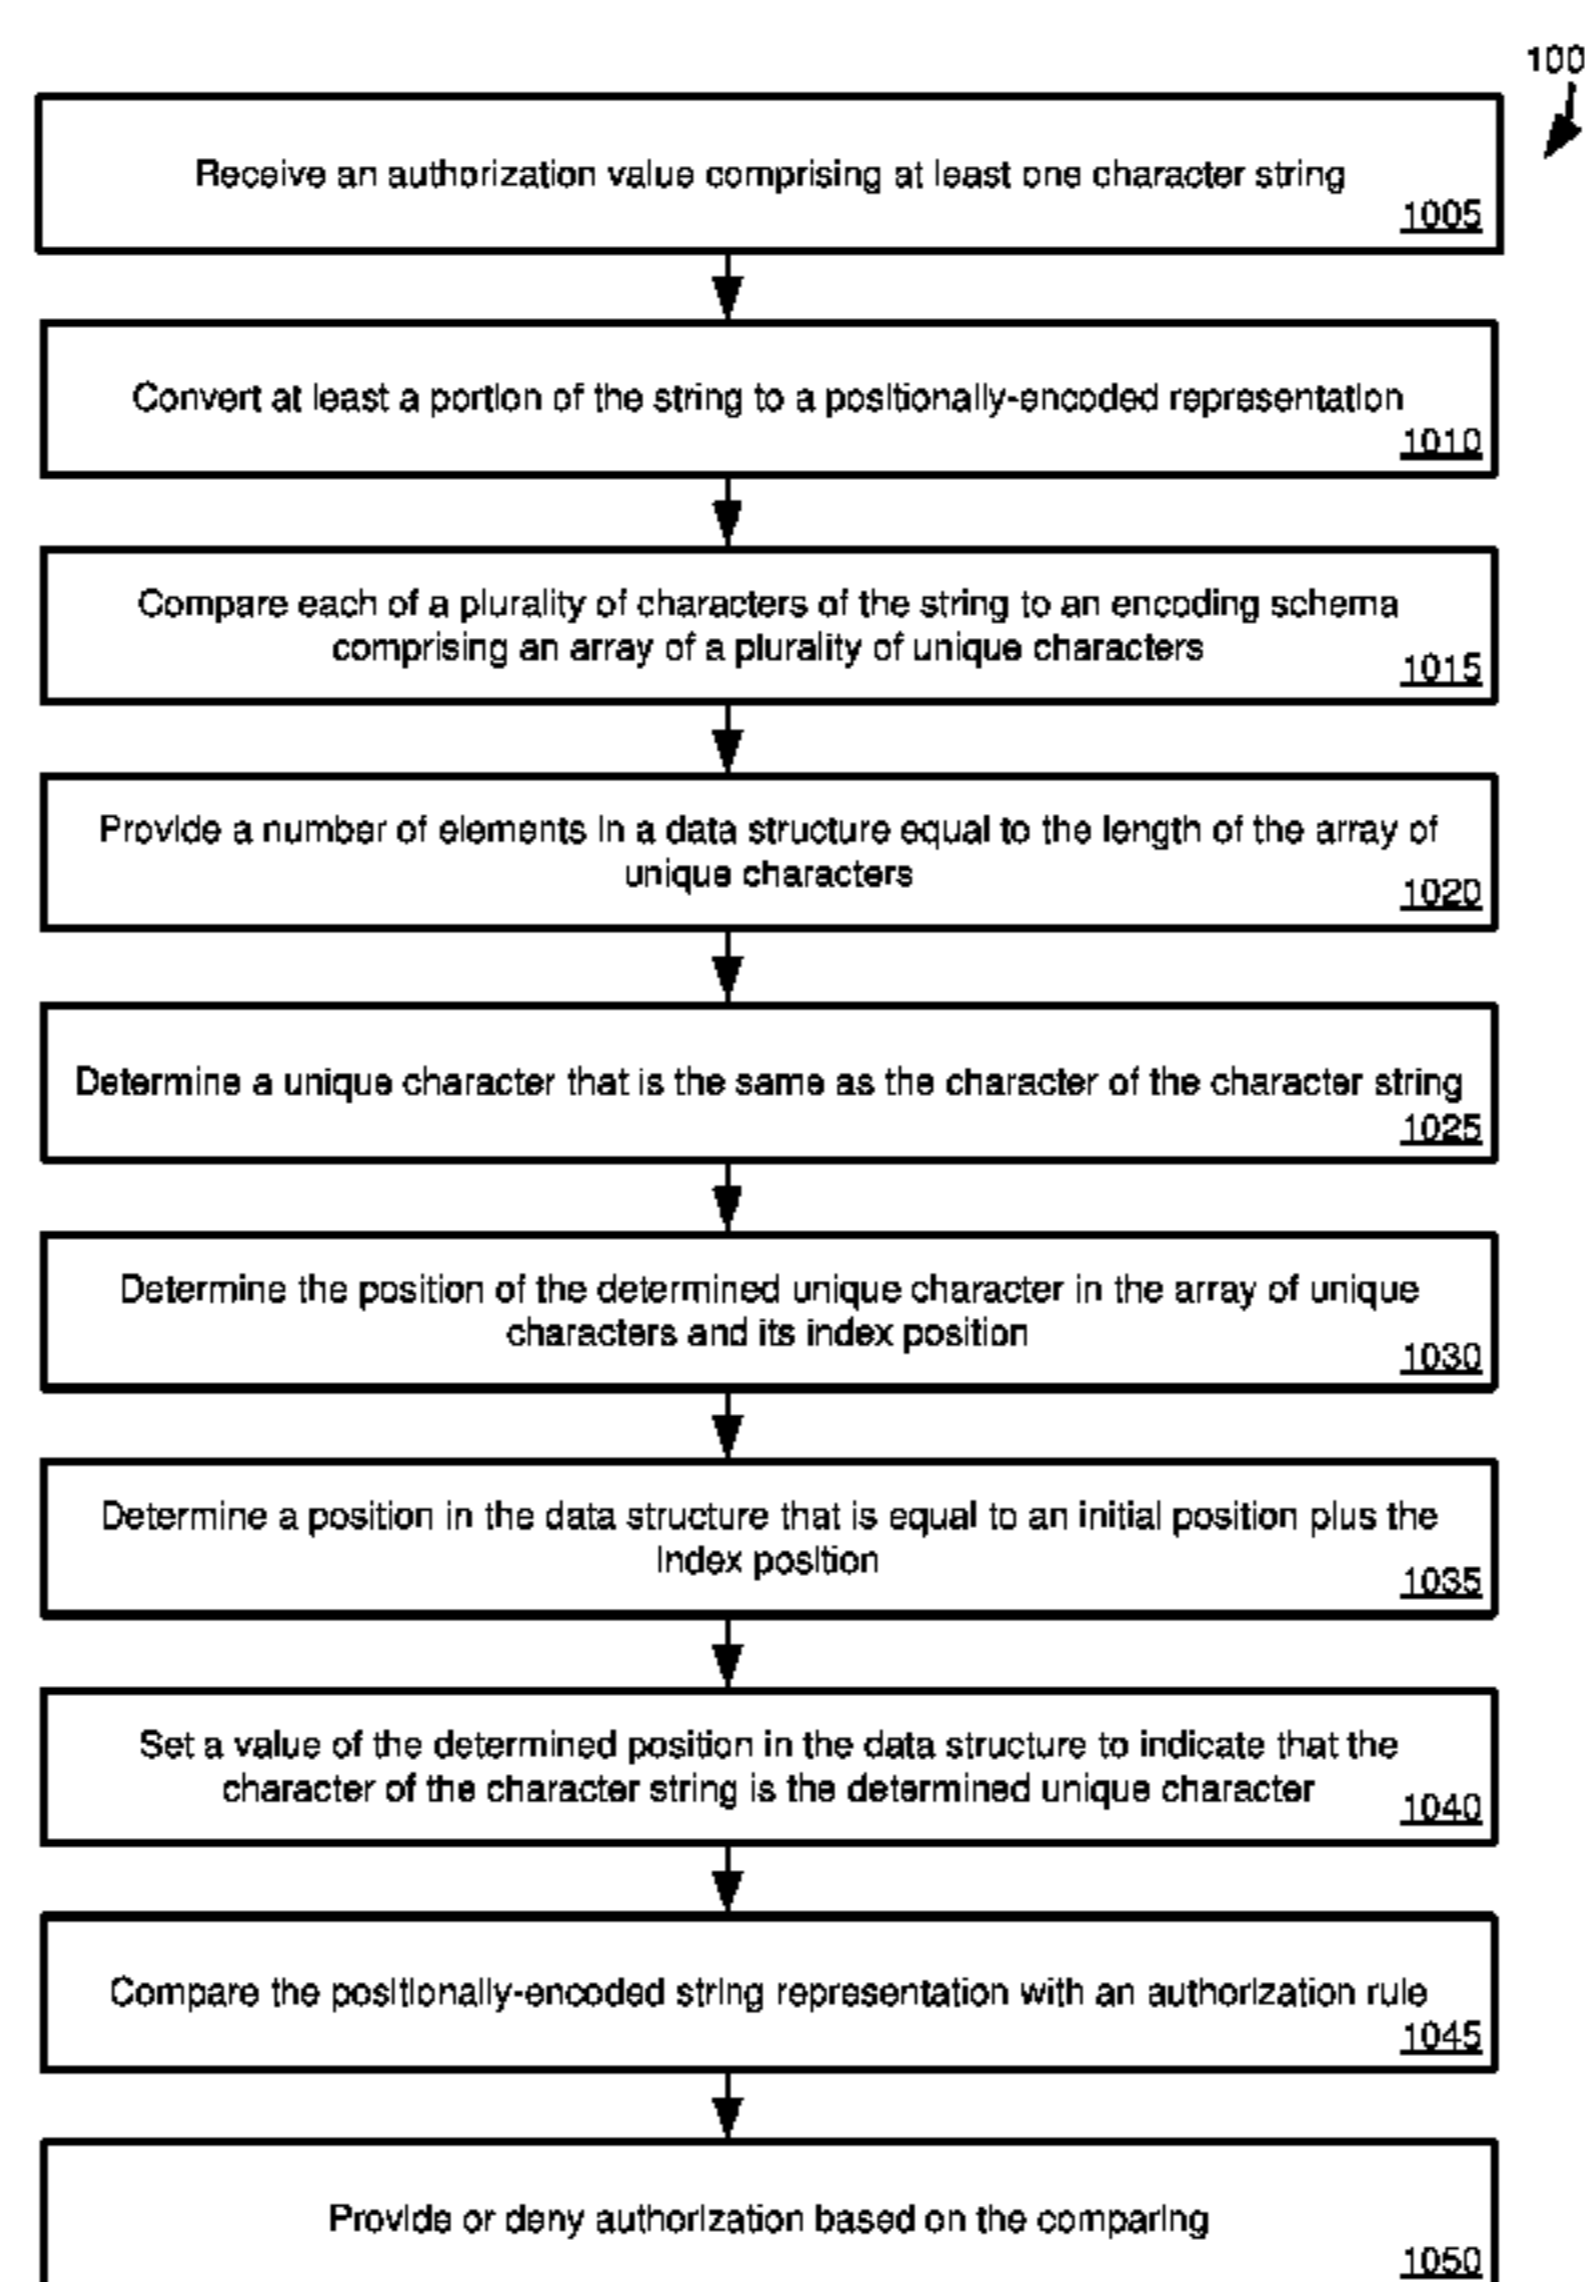 100
Receive an authorization value comprising at least one character string
1005
Convert at least a portion of the string to a positionally-encoded representation
1010
Compare each of a plurality of characters of the string to an encoding schema
comprising an array of a plurality of unique characters
1015
Provide a number of elements in a data structure equal to the length of the array of
unique characters
1020
Determine a unique character that is the same as the character of the character string
1025
Determine the position of the determined unique character in the array of unique
characters and its index position
1030
Determine a position in the data structure that is equal to an initial position plus the
index position
1035
Set a value of the determined position in the data structure to indicate that the
character of the character string is the determined unique character
1040
Compare the positionally-encoded string representation with an authorization rule
1045
Provide or deny authorization based on the comparing
1050